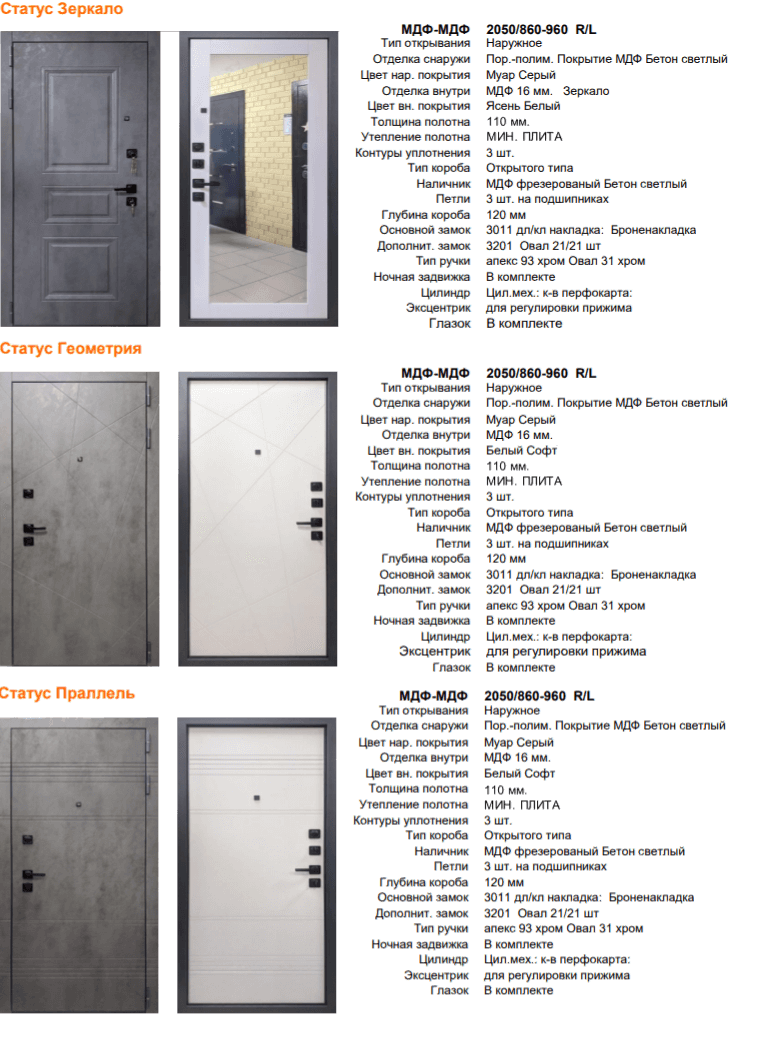 Статус Зеркало
МДФ-МДФ 2050/860-960 R/L
Тип открывания Наружное
Отделка снаружи Пор.-полим. Покрытие МДФ Бетон светлый
Цвет нар. покрытия Муар Серый
Отделка внутри МДФ 16 мм. Зеркало
Цвет вн. покрытия Ясень Белый
Толщина полотна 110 мм.
Утепление полотна МИН. ПЛИТА
Контуры уплотнения 3 шт.
Тип короба Открытого типа
Наличник МДФ фрезерованый Бетон светлый
Петли 3 шт. на подшипниках
Глубина короба 120 мм
Основной замок 3011 дл/кл накладка: Броненакладка
Дополнит. замок 3201 Овал 21/21 шт
Тип ручки апекс 93 хром Овал 31 хром
Ночная задвижка В комплекте
Цилиндр Цил.мех.: к-в перфокарта:
Эксцентрик для регулировки прижима
Глазок В комплекте
Статус Геометрия
МДФ-МДФ 2050/860-960 R/L
Тип открывания Наружное
Отделка снаружи Пор.-полим. Покрытие МДФ Бетон светлый
Цвет нар. покрытия Муар Серый
Отделка внутри МДФ 16 мм.
Цвет вн. покрытия Белый Софт
Толщина полотна 110 мм.
Утепление полотна МИН. ПЛИТА
Контуры уплотнения 3 шт.
Тип короба Открытого типа
Наличник МДФ фрезерованый Бетон светлый
Петли 3 шт. на подшипниках
Глубина короба 120 мм
Основной замок 3011 дл/кл накладка: Броненакладка
Дополнит. замок 3201 Овал 21/21 шт
Тип ручки апекс 93 хром Овал 31 хром
Ночная задвижка В комплекте
Цилиндр Цил.мех.: к-в перфокарта:
Эксцентрик для регулировки прижима
Глазок В комплекте
Статус Праллель
МДФ-МДФ 2050/860-960 R/L
Тип открывания Наружное
Отделка снаружи Пор.-полим. Покрытие МДФ Бетон светлый
Цвет нар. покрытия Муар Серый
Отделка внутри МДФ 16 мм.
Цвет вн. покрытия Белый Софт
Толщина полотна 110 мм.
Утепление полотна МИН. ПЛИТА
Контуры уплотнения 3 шт.
Тип короба Открытого типа
Наличник МДФ фрезерованый Бетон светлый
Петли 3 шт. на подшипниках
Глубина короба 120 мм
Основной замок 3011 дл/кл накладка: Броненакладка
Дополнит. замок 3201 Овал 21/21 шт
Тип ручки апекс 93 хром Овал 31 хром
Ночная задвижка В комплекте
Цилиндр Цил.мех.: к-в перфокарта:
Эксцентрик для регулировки прижима
Глазок В комплекте